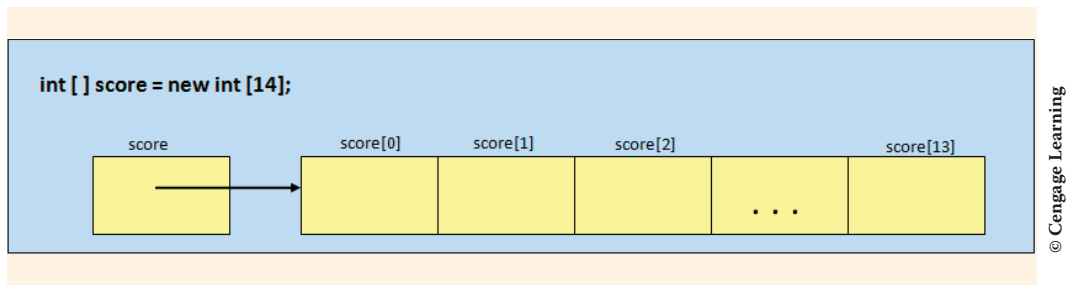 int [ ] score = new int [14];
score score[0] score[1] score[2] score[13]
. . .
© Cengage Learning